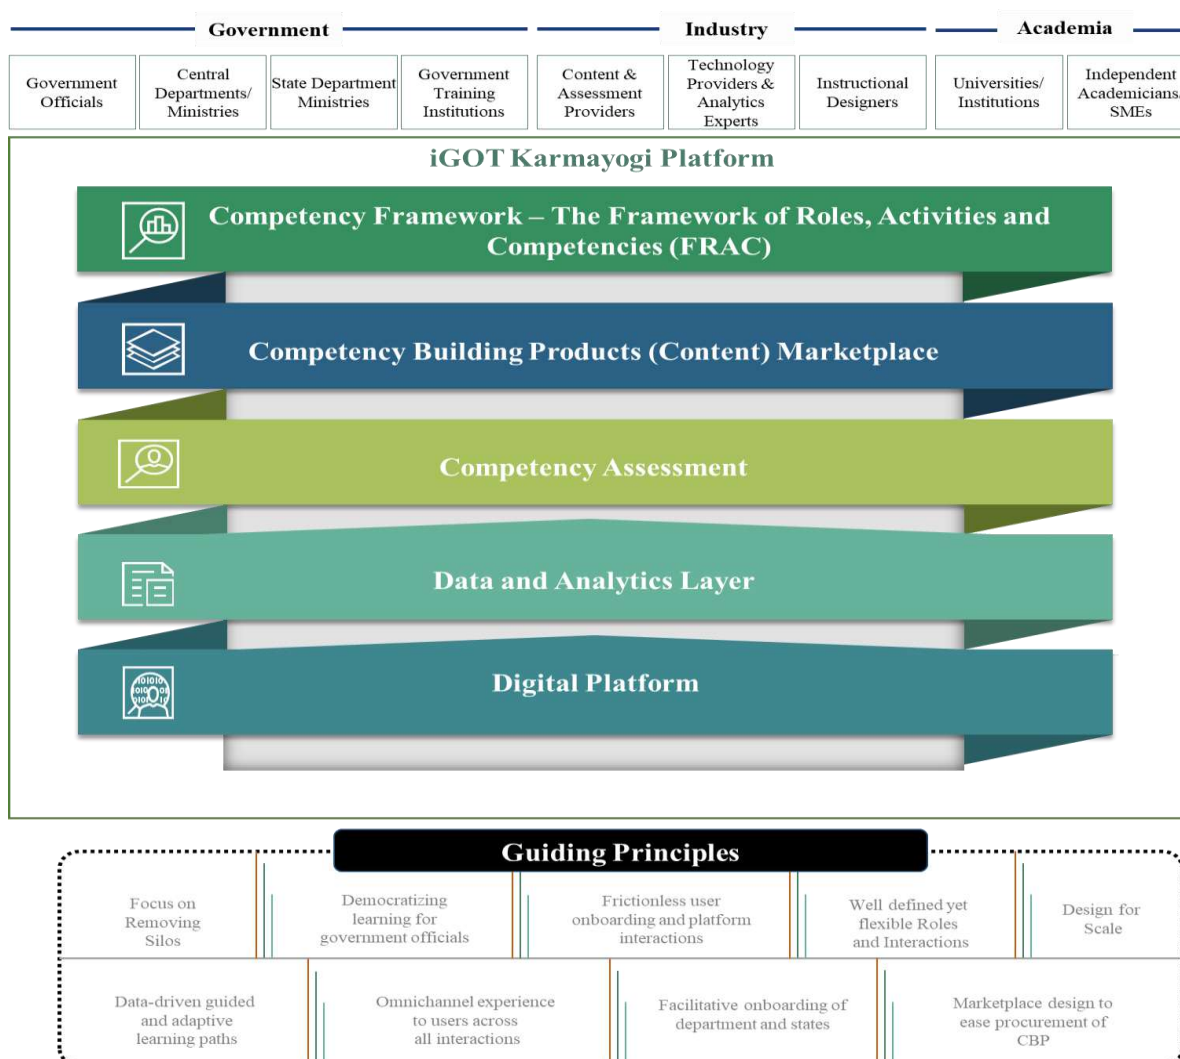 Government
Industry
Academia
Government
Officials
Central
Departments/
Ministries
State Department
Ministries
Government
Training
Institutions
Content &
Assessment
Providers
Technology
Providers &
Analytics
Experts
Instructional
Designers
Universities/
Institutions
Independent
Academicians/
SMEs
iGOT Karmayogi Platform
Competency Framework – The Framework of Roles, Activities and
Competencies (FRAC)
Competency Building Products (Content) Marketplace
Competency Assessment
Data and Analytics Layer
Digital Platform
Guiding Principles
Focus on
Removing
Silos
Democratizing
learning for
government officials
Frictionless user
onboarding and platform
interactions
Well defined yet
flexible Roles
and Interactions
Design for
Scale
Data-driven guided
and adaptive
learning paths
Omnichannel experience
to users across
all interactions
Facilitative onboarding of
department and states
Marketplace design to
ease procurement of
CBP